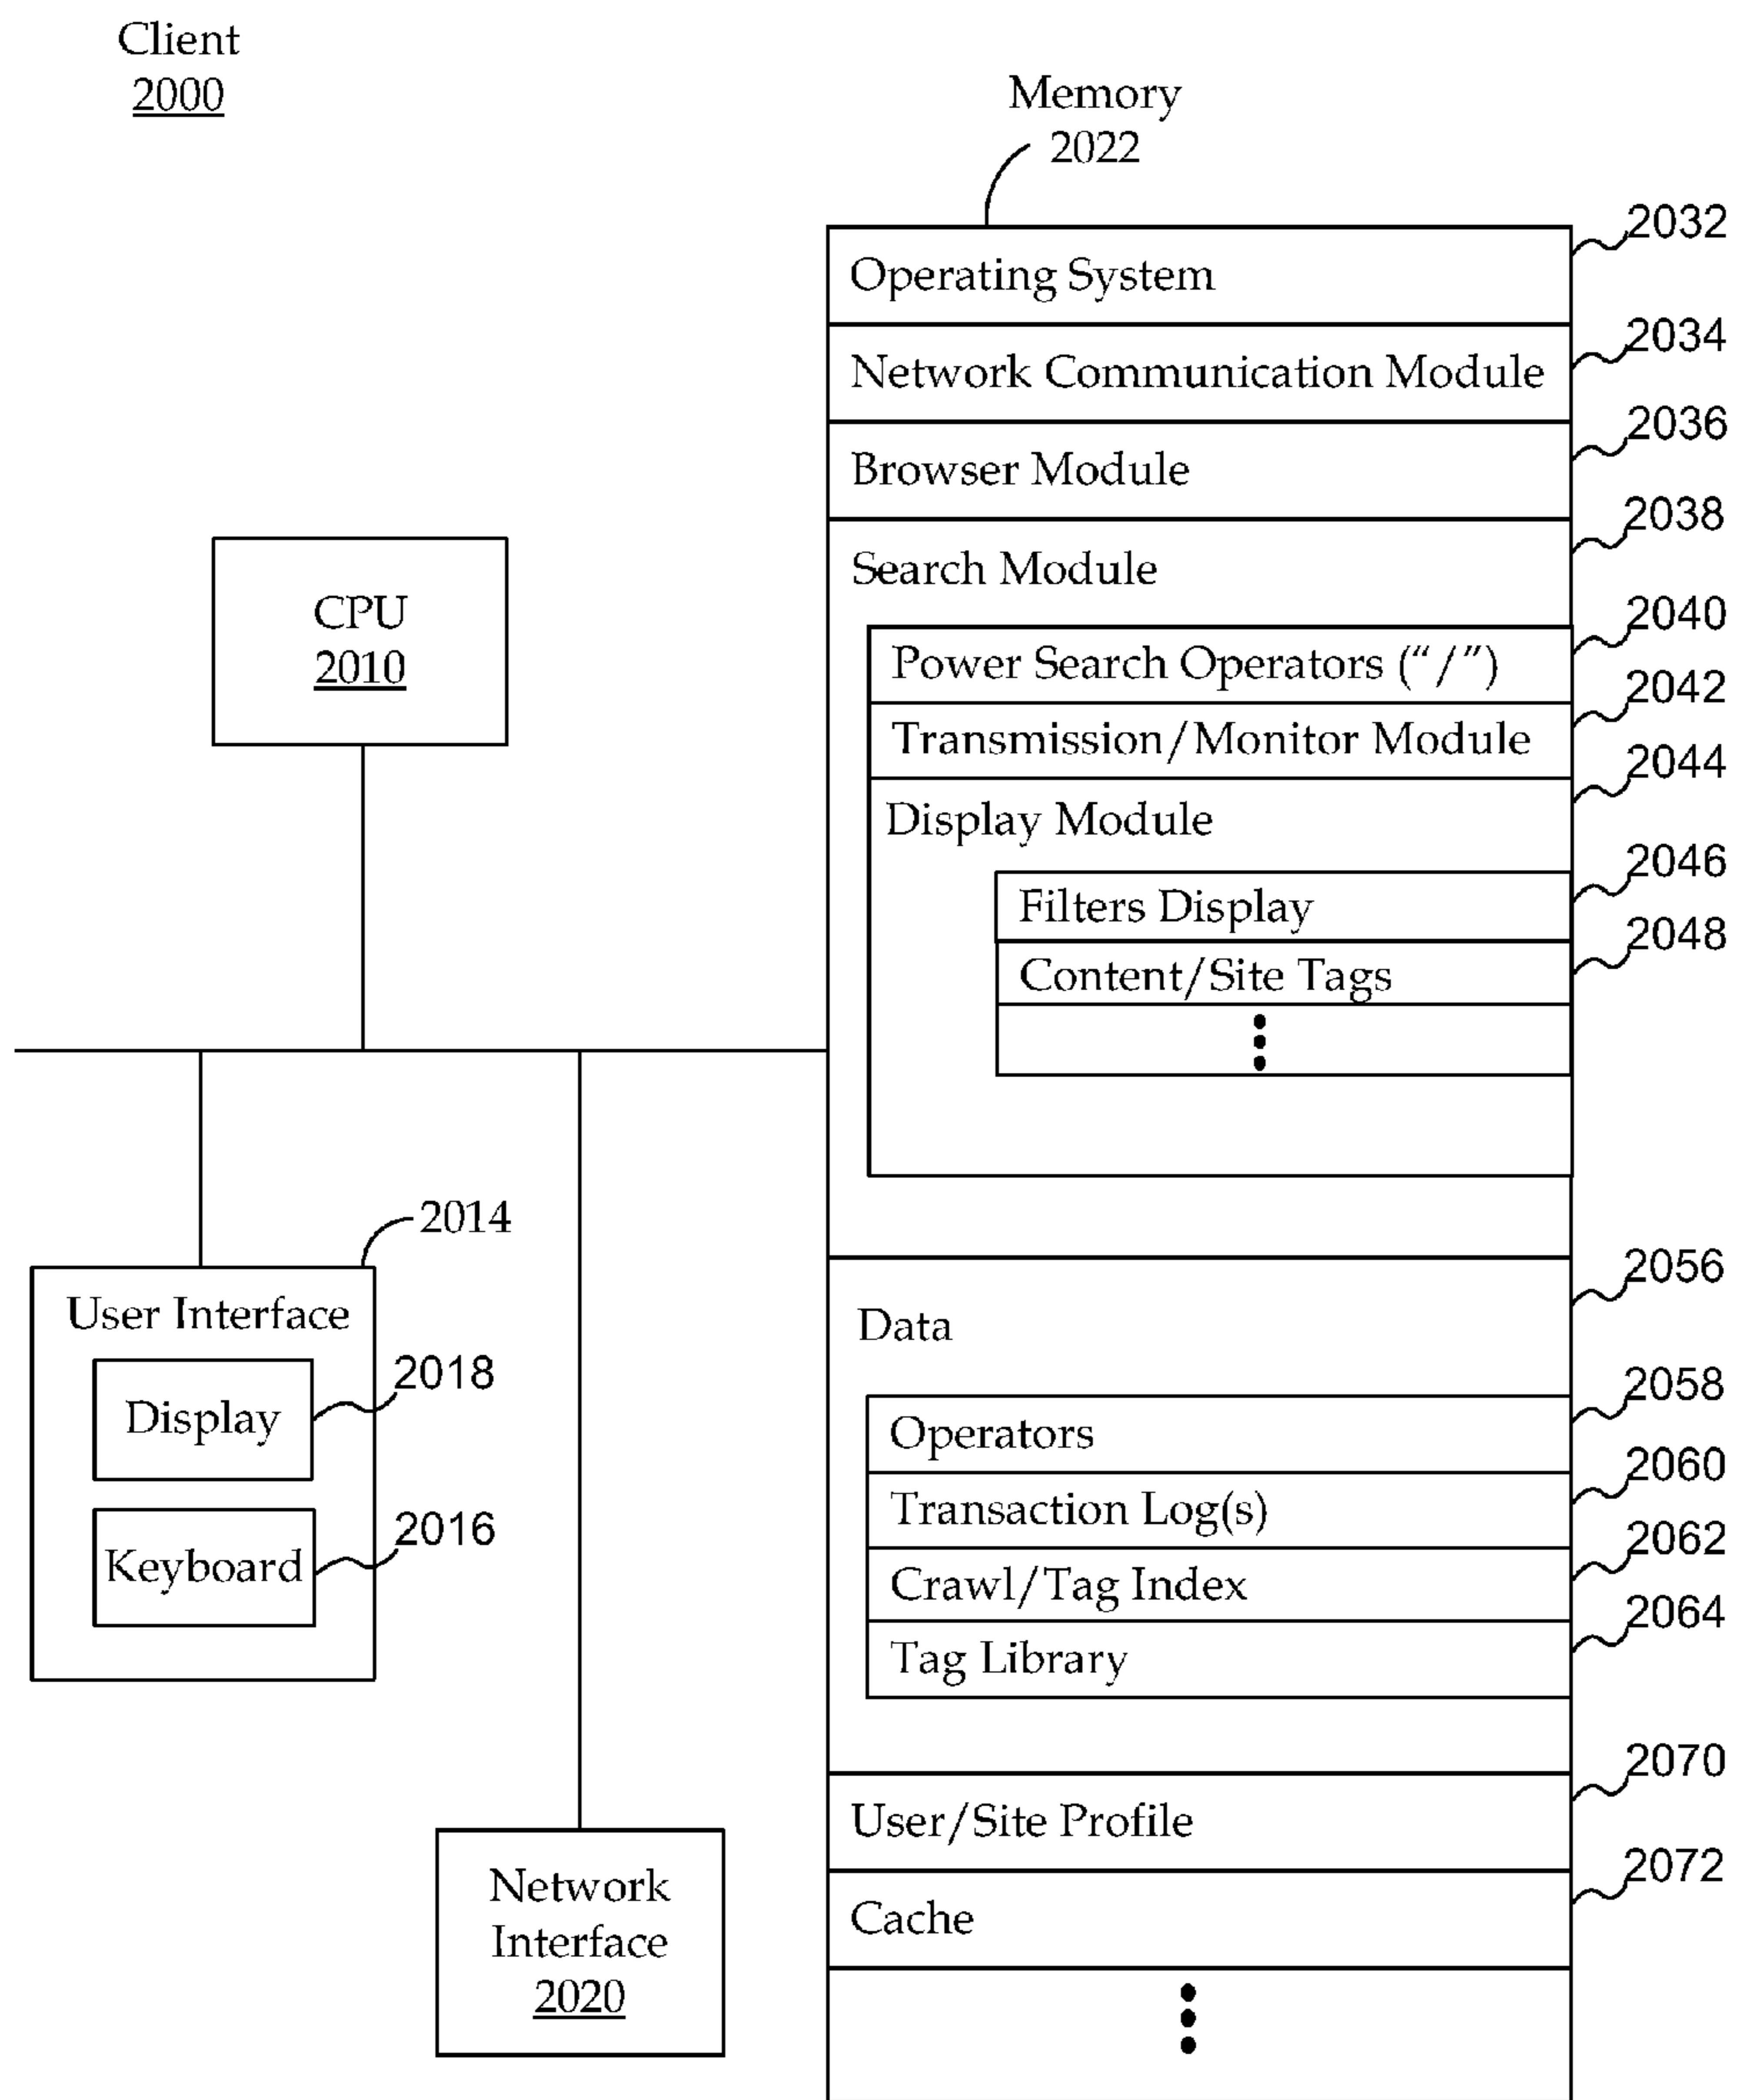 Client
2000
Memory
2022
Operating System
2032
Network Communication Module
2034
Browser Module
2036
Search Module
2038
Power Search Operators (“/”)
2040
Transmission/Monitor Module
2042
Display Module
2044
Filters Display
2046
Content/Site Tags
2048
CPU
2010
2014
User Interface
Display
2018
Keyboard
2016
Network
Interface
2020
Data
2056
Operators
2058
Transaction Log(s)
2060
Crawl/Tag Index
2062
Tag Library
2064
User/Site Profile
2070
Cache
2072